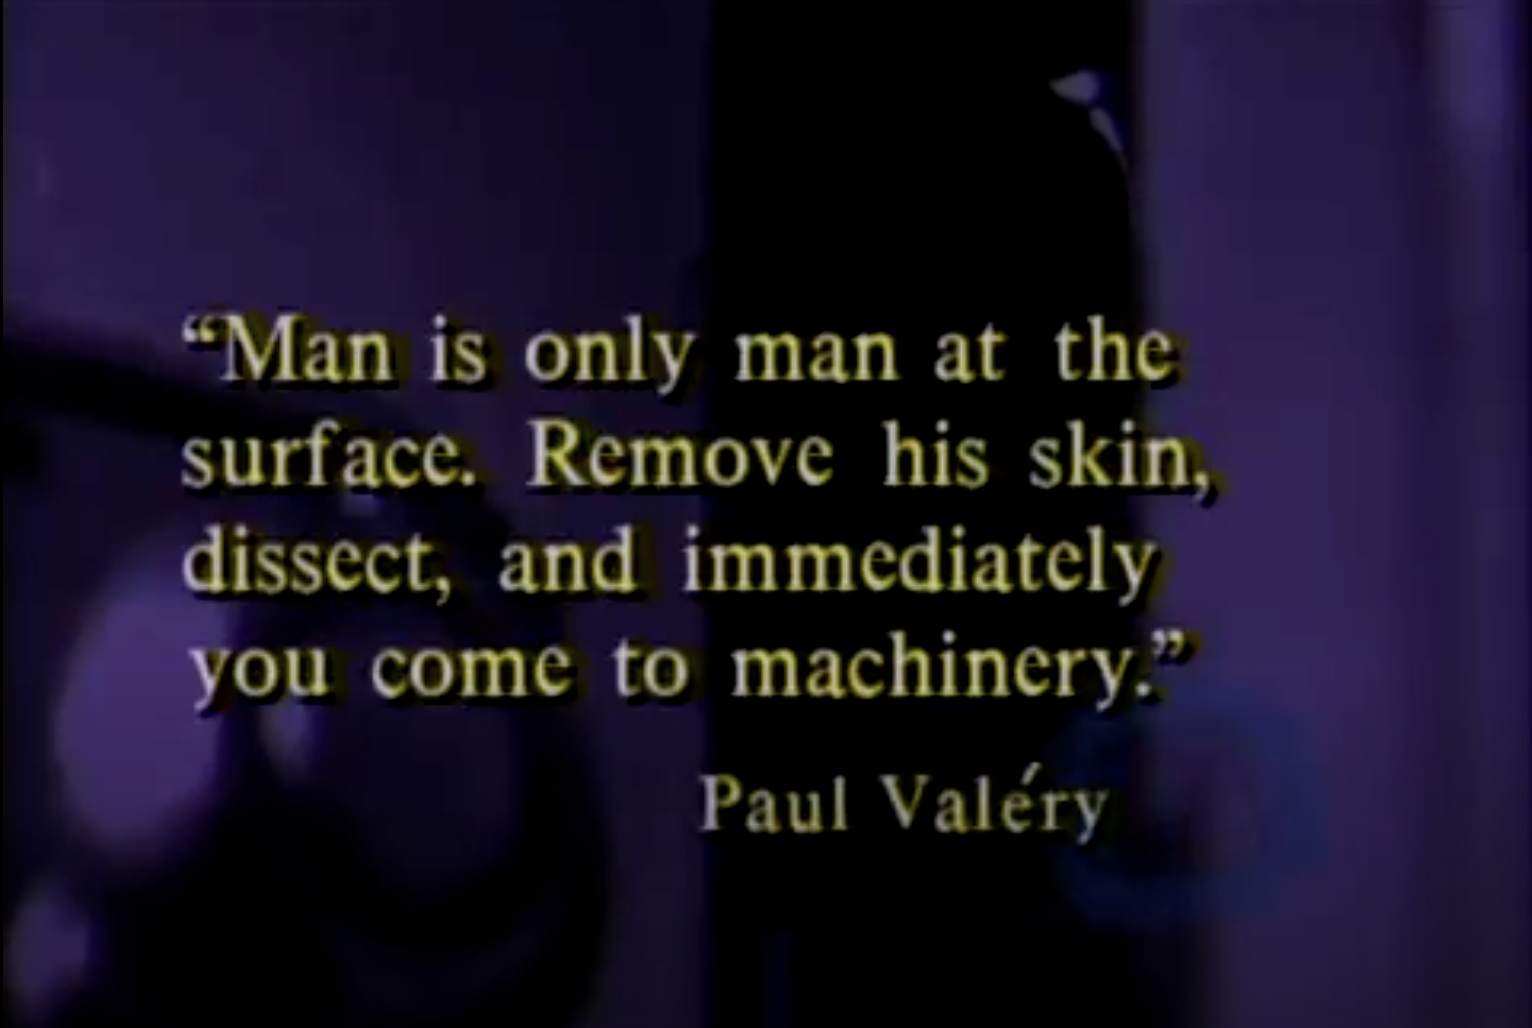 “Man is only man at the
surface. Remove his skin,
dissect, and immediately
you come to machinery.”
Paul Valéry